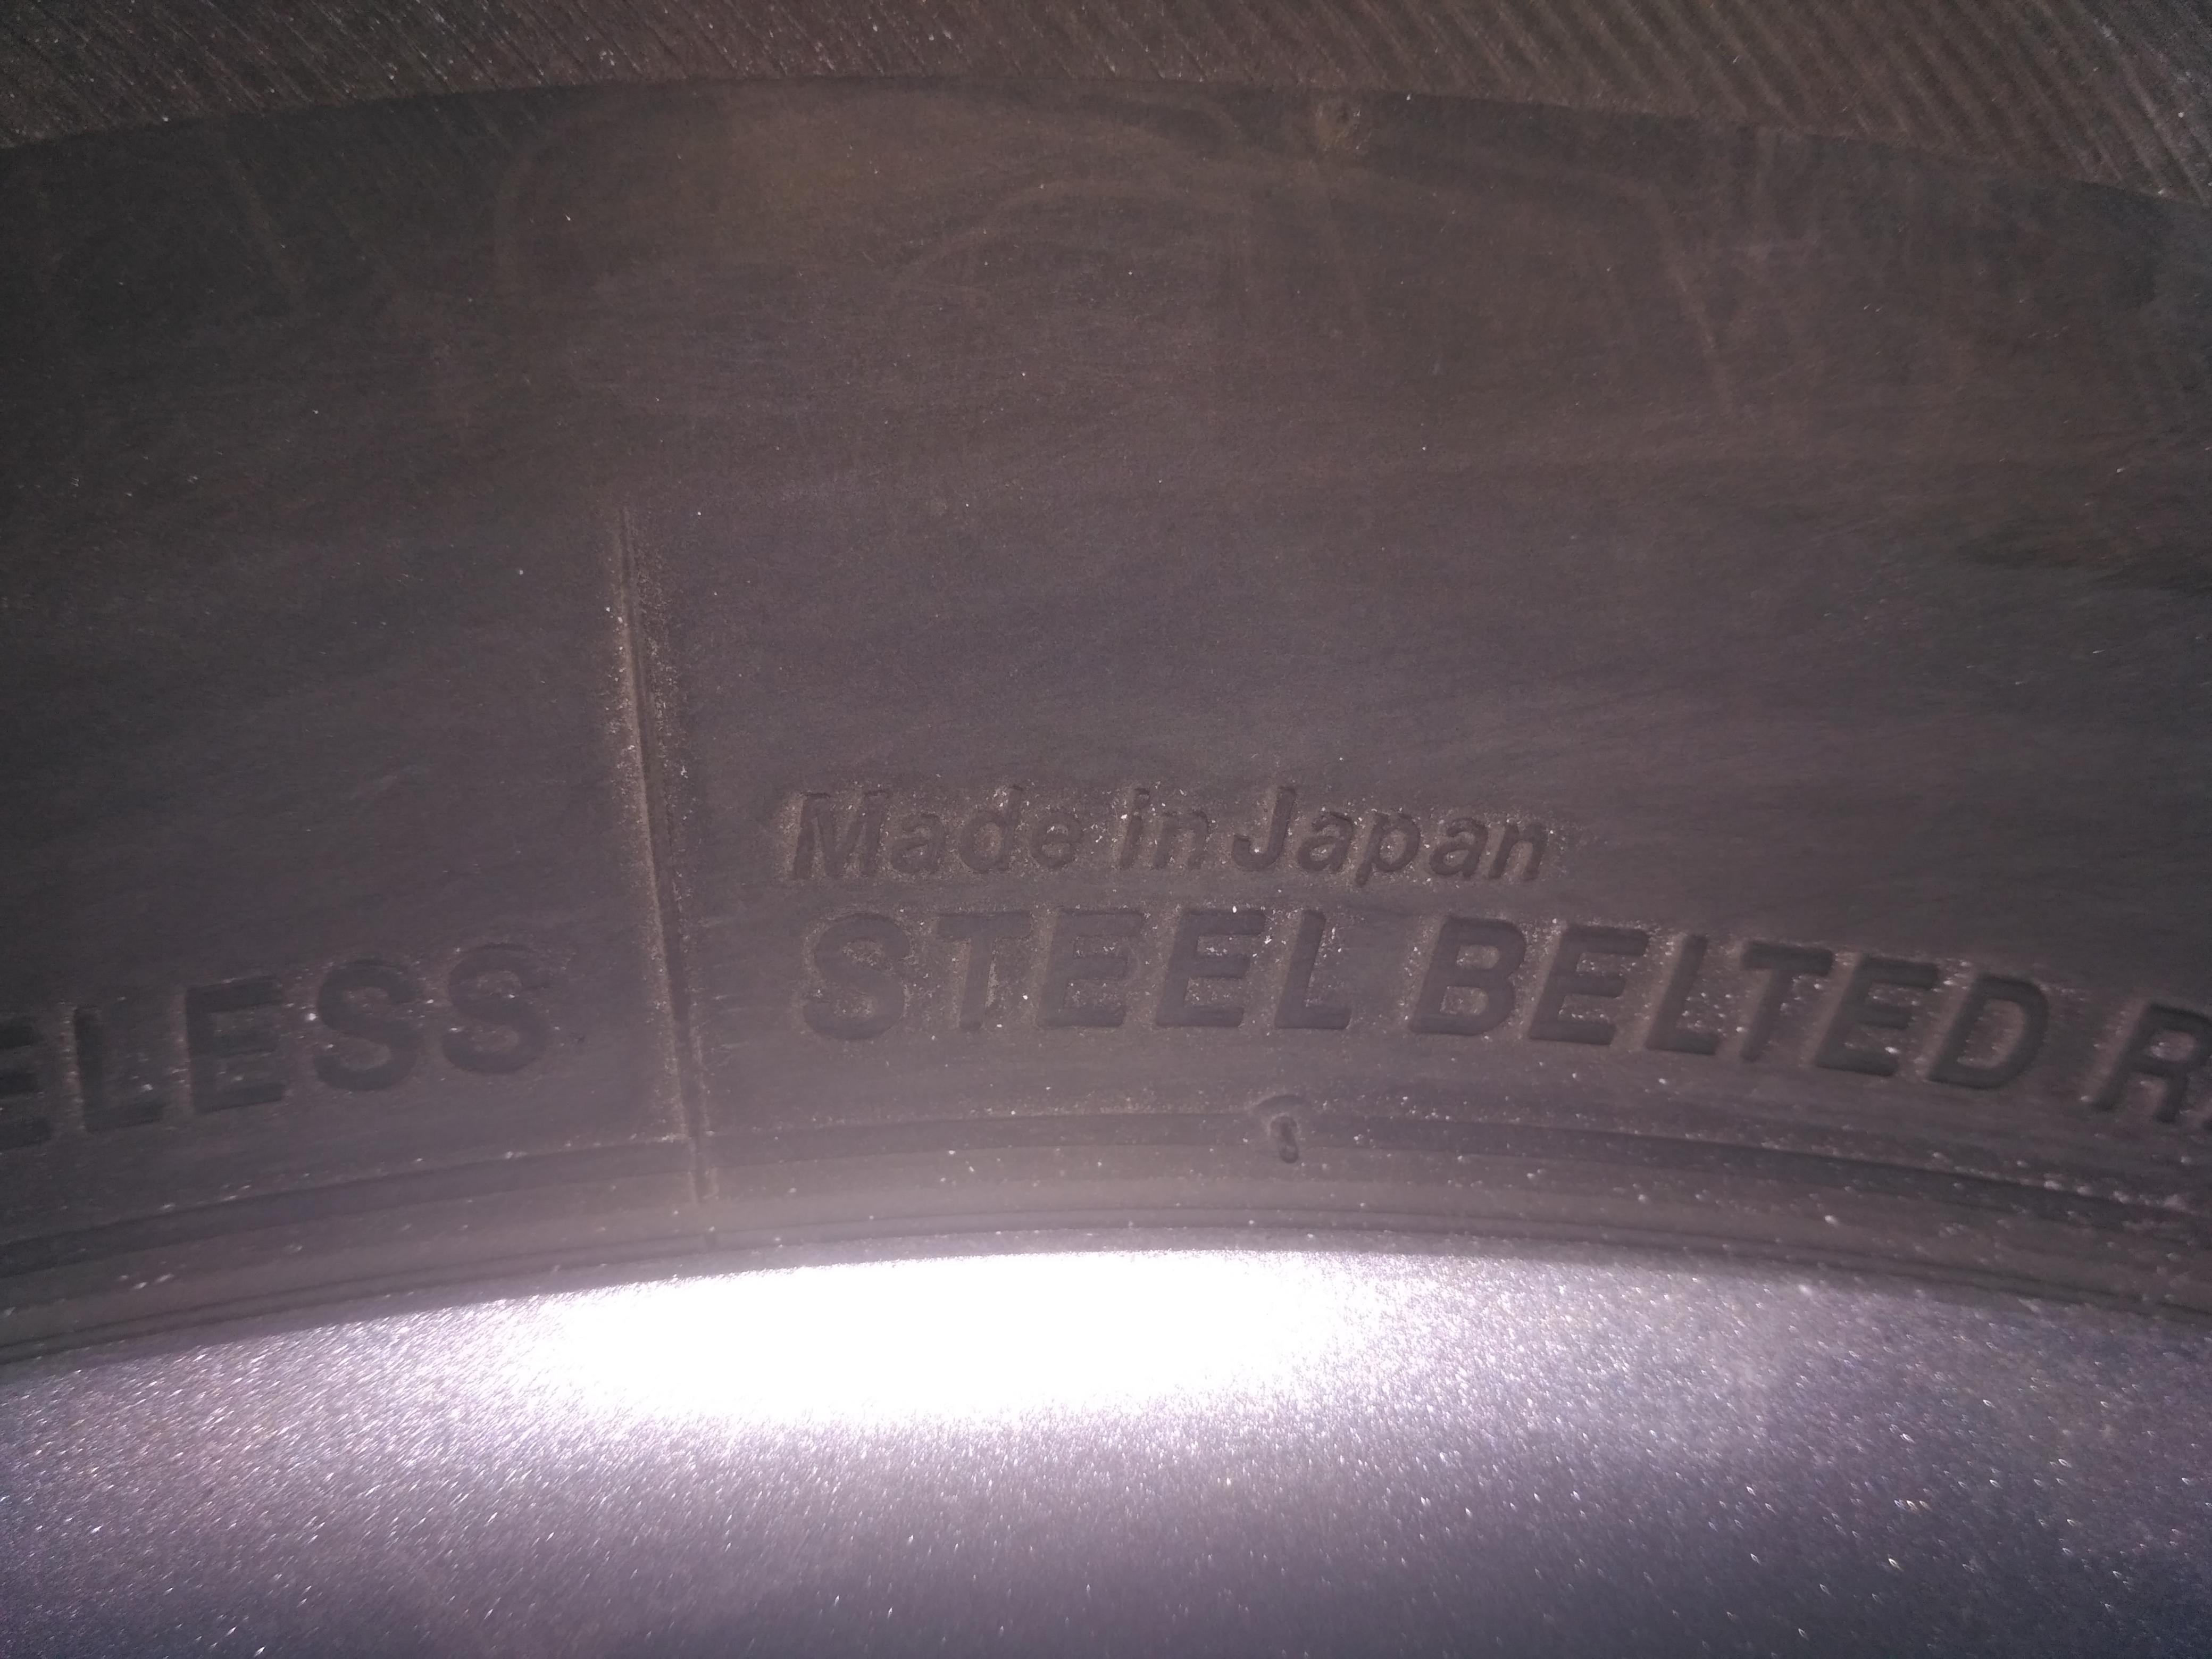 Made in Japan
ELESS STEEL BELTED R